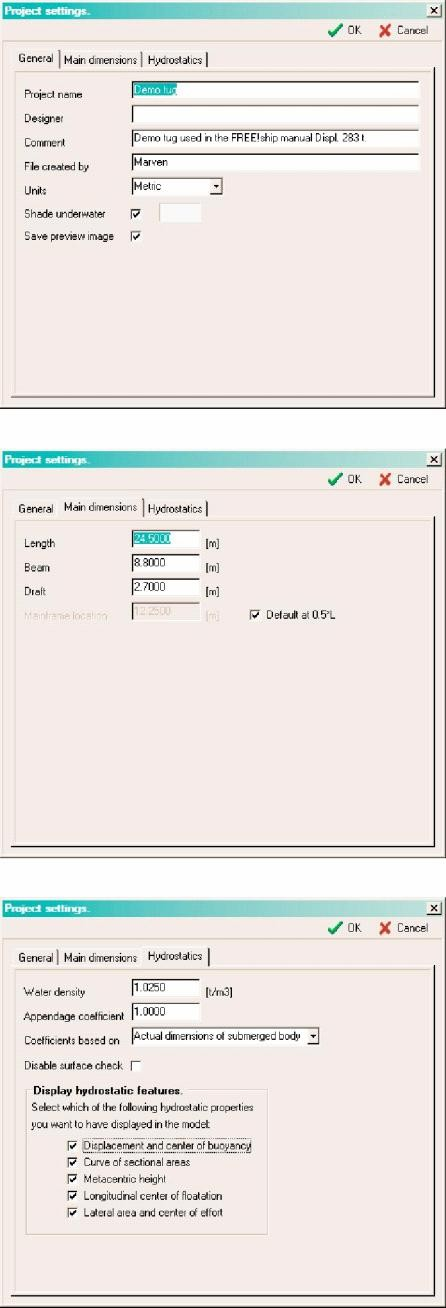 Project settings.
OK Cancel
General Main dimensions Hydrostatics
Project name Demo tug
Designer
Comment Demo tug used in the FREE!ship manual Displ. 283 t.
File created by Marven
Units Metric
Shade underwater
Save preview image
Project settings.
OK Cancel
General Main dimensions Hydrostatics
Length 24.5000 [m]
Beam 8.8000 [m]
Draft 2.7000 [m]
Mainframe location 12.2500 [m] Default at 0.5*L
Project settings.
OK Cancel
General Main dimensions Hydrostatics
Water density 1.0250 [t/m3]
Appendage coefficient 1.0000
Coefficients based on Actual dimensions of submerged body
Disable surface check
Display hydrostatic features.
Select which of the following hydrostatic properties
you want to have displayed in the model:
Displacement and center of buoyancy
Curve of sectional areas
Metacentric height
Longitudinal center of floatation
Lateral area and center of effort